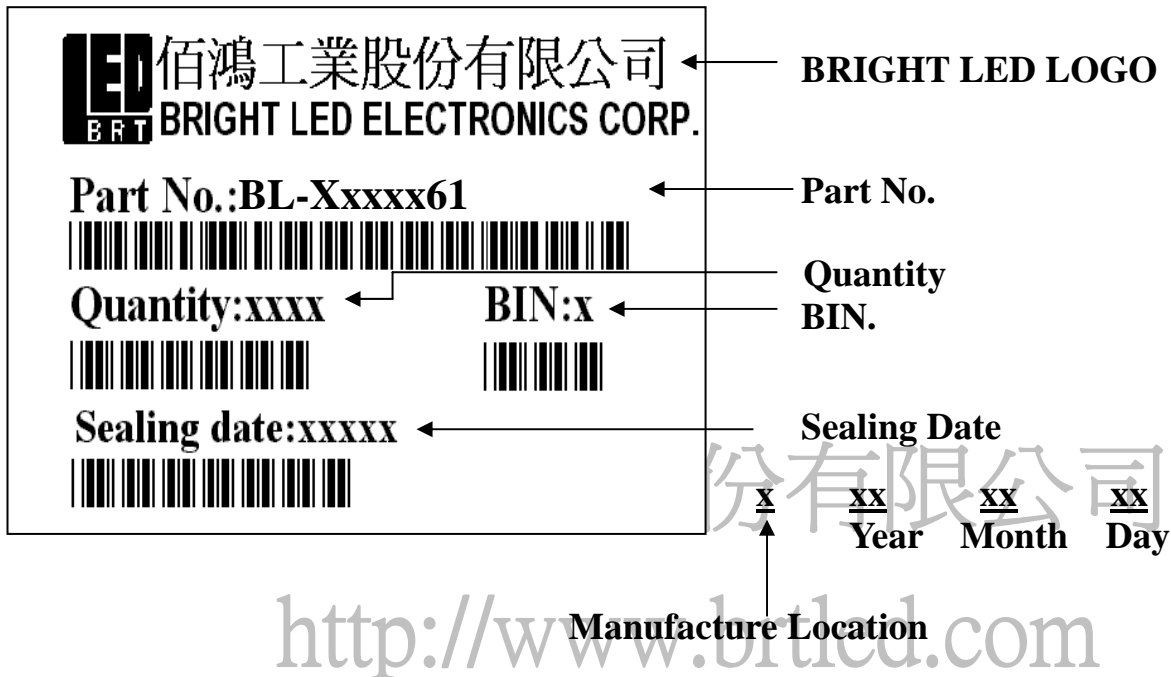 LED
BRT
佰鴻工業股份有限公司
BRIGHT LED ELECTRONICS CORP.
BRIGHT LED LOGO
Part No.:BL-Xxxxx61
Part No.
Quantity:xxxx
BIN:x
Quantity
BIN.
Sealing date:xxxxx
Sealing Date
份有限公司
x xx xx xx
Year Month Day
Manufacture Location
http://www.brtled.com